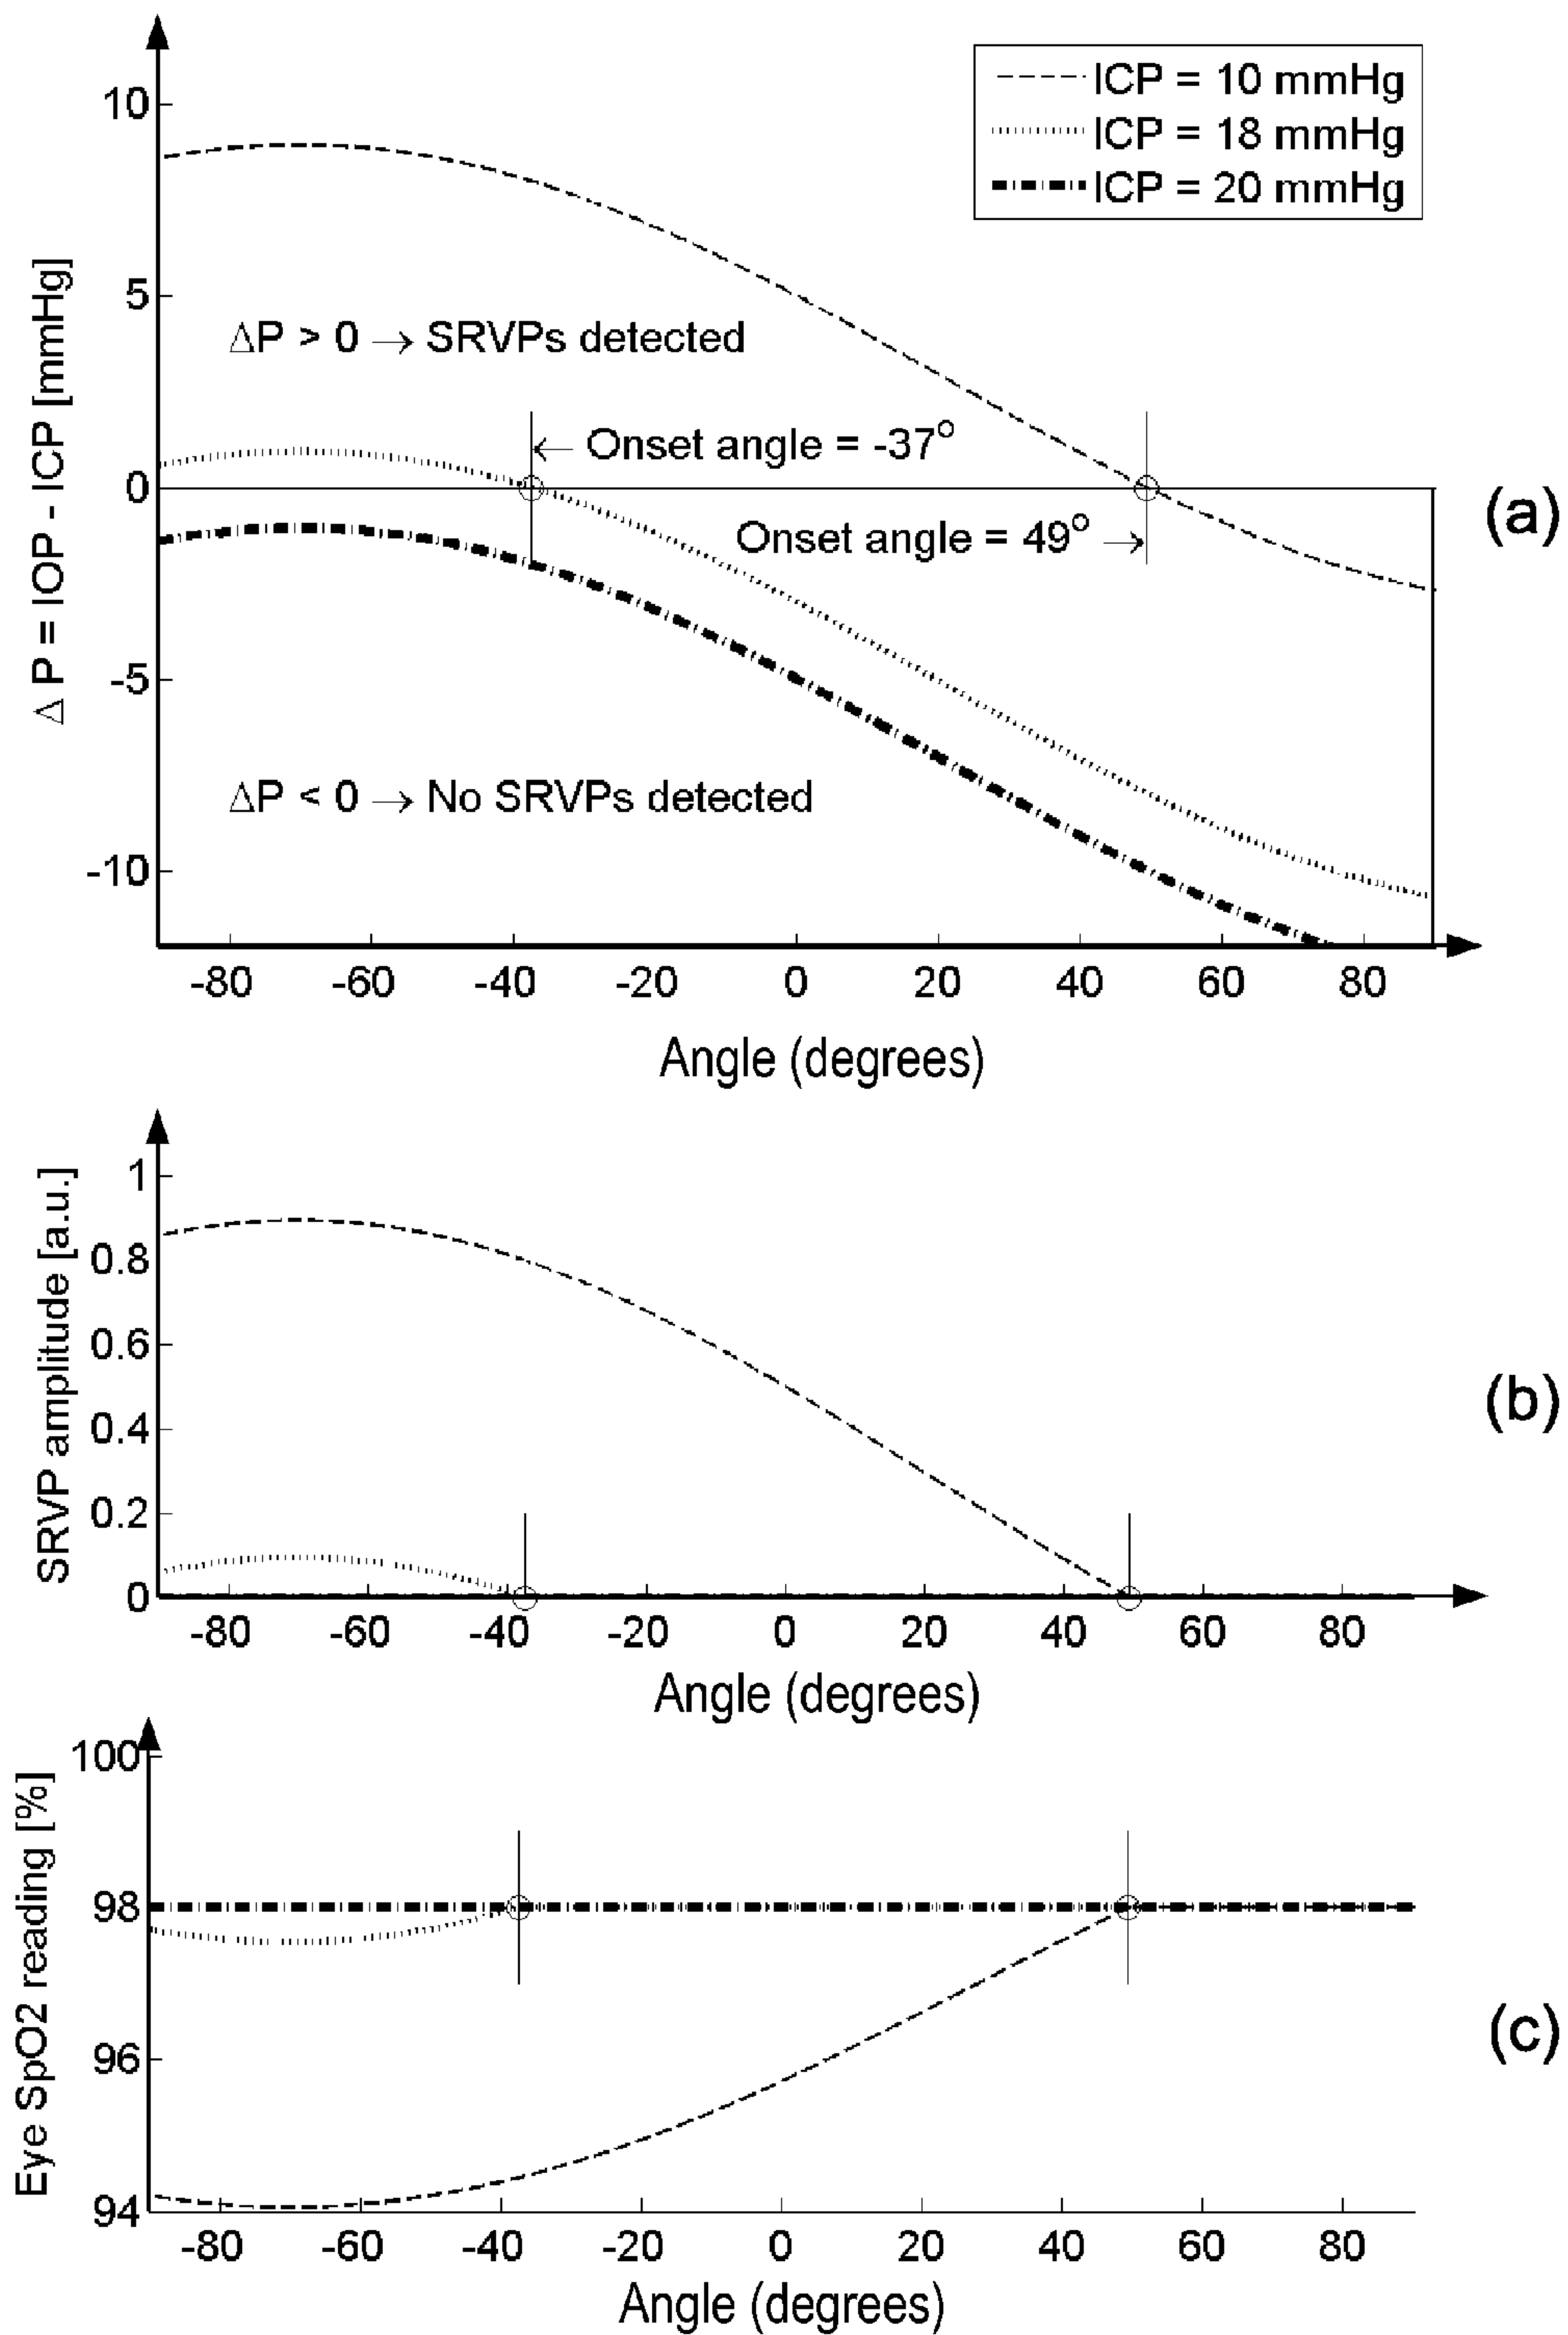 ICP = 10 mmHg
ICP = 18 mmHg
ICP = 20 mmHg
Δ P = IOP - ICP [mmHg]
10
5
0
-5
-10
ΔP > 0 → SRVPs detected
← Onset angle = -37°
Onset angle = 49° →
ΔP < 0 → No SRVPs detected
(a)
-80 -60 -40 -20 0 20 40 60 80
Angle (degrees)
SRVP amplitude [a.u.]
1
0.8
0.6
0.4
0.2
0
(b)
-80 -60 -40 -20 0 20 40 60 80
Angle (degrees)
Eye SpO2 reading [%]
100
98
96
94
(c)
-80 -60 -40 -20 0 20 40 60 80
Angle (degrees)